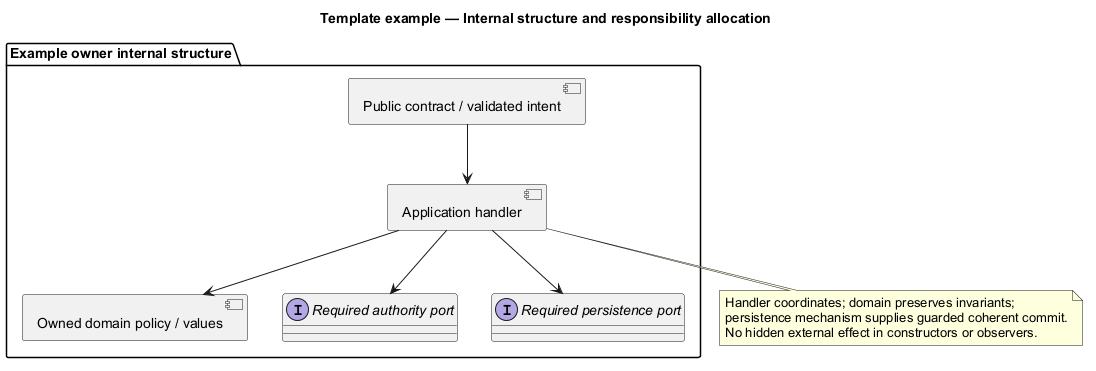 Template example — Internal structure and responsibility allocation
Example owner internal structure
Public contract / validated intent
Application handler
Owned domain policy / values
I Required authority port
I Required persistence port
Handler coordinates; domain preserves invariants;
persistence mechanism supplies guarded coherent commit.
No hidden external effect in constructors or observers.